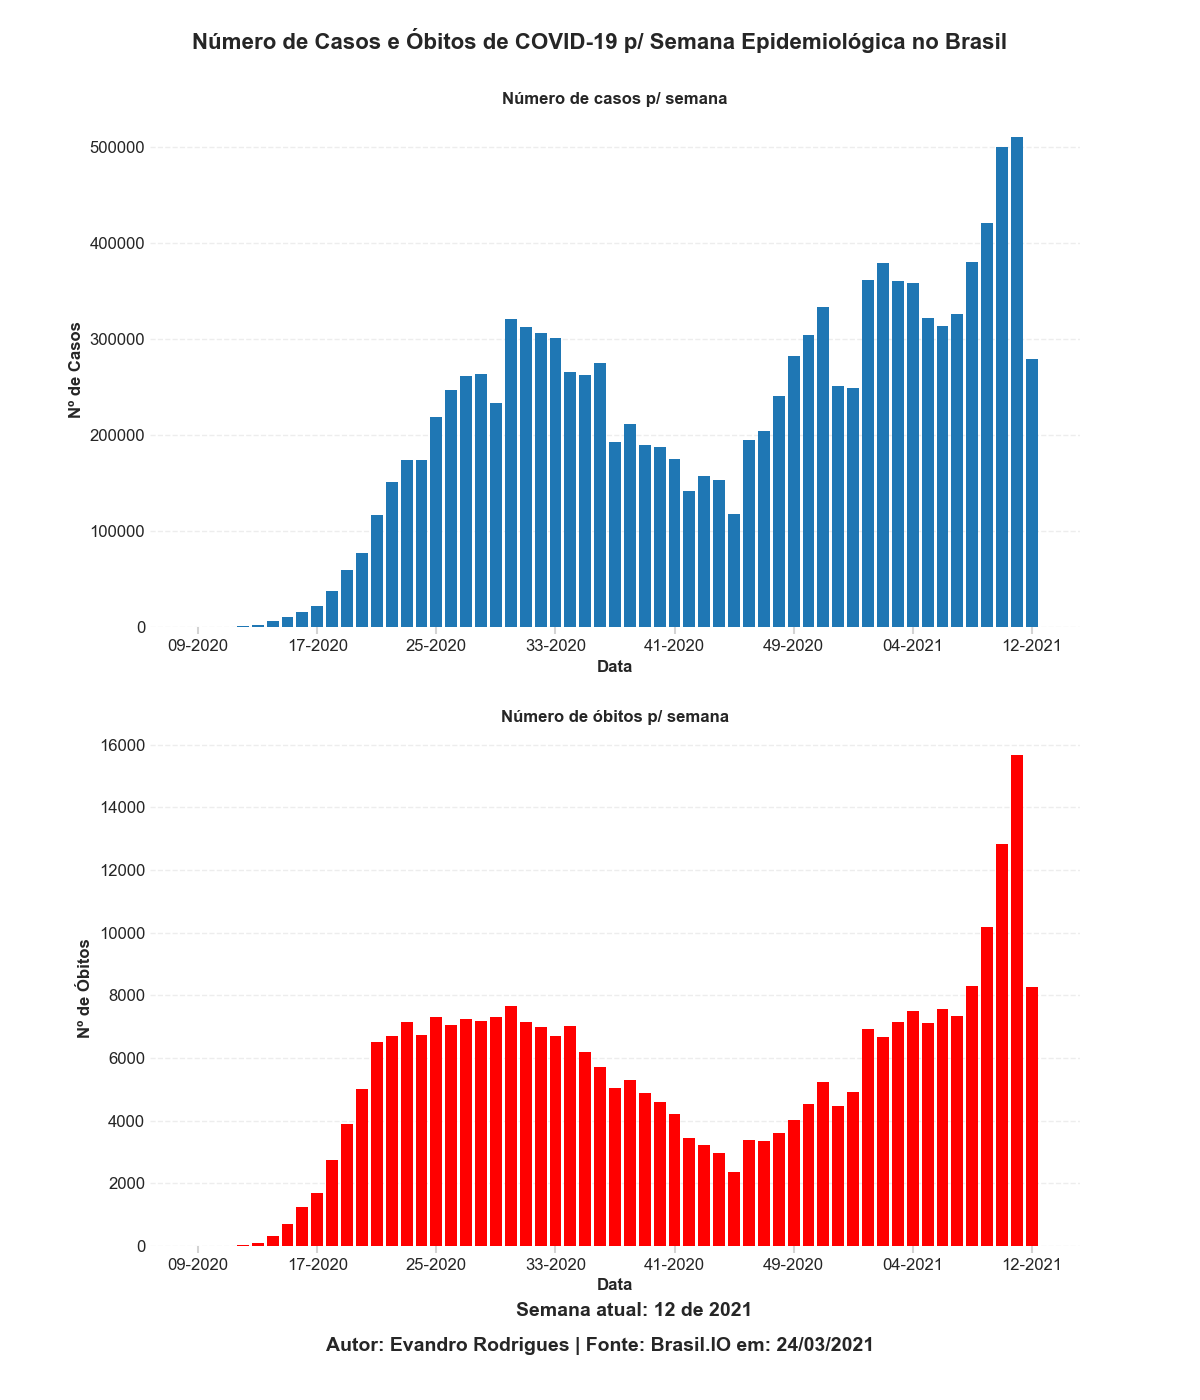 Número de Casos e Óbitos de COVID-19 p/ Semana Epidemiológica no Brasil
Número de casos p/ semana
500000
400000
300000
200000
100000
0
Nº de Casos
09-2020 17-2020 25-2020 33-2020 41-2020 49-2020 04-2021 12-2021
Data
Número de óbitos p/ semana
16000
14000
12000
10000
8000
6000
4000
2000
0
Nº de Óbitos
09-2020 17-2020 25-2020 33-2020 41-2020 49-2020 04-2021 12-2021
Data
Semana atual: 12 de 2021
Autor: Evandro Rodrigues | Fonte: Brasil.IO em: 24/03/2021